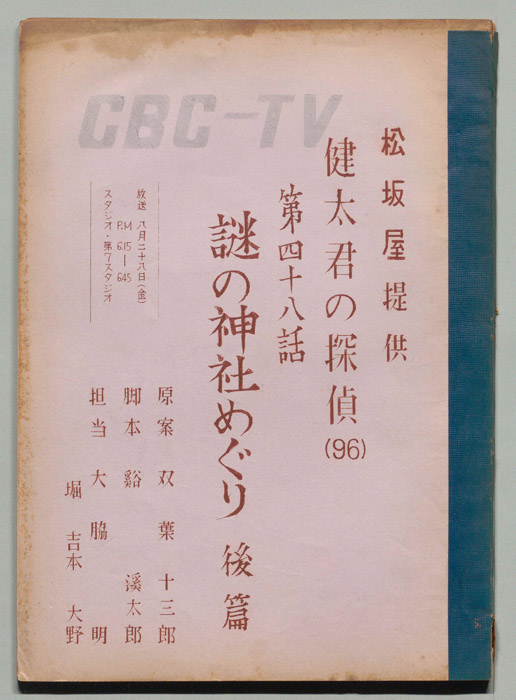 CBC-TV
松坂屋提供
健太君の探偵(96)
第四十八話
謎の神社めぐり 後篇
放送 八月二十八日(金)
P.M 6.15―6.45
スタジオ・第7スタジオ
原案 双葉十三郎
脚本 谿 渓太郎
担当 大脇 明
堀 吉本 大野